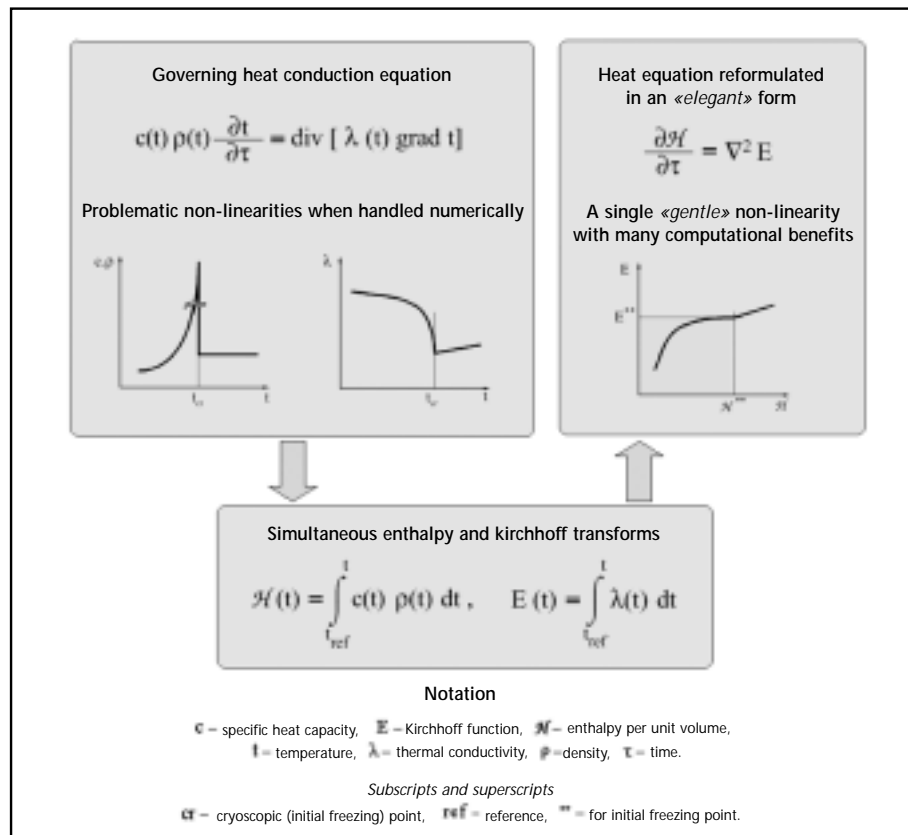 Governing heat conduction equation
c(t) ρ(t) ∂t/∂τ = div [ λ (t) grad t]
Problematic non-linearities when handled numerically
c,ρ
t
λ
t
Heat equation reformulated
in an «elegant» form
∂ℋ/∂τ = ∇² E
A single «gentle» non-linearity
with many computational benefits
E
ℋ
Simultaneous enthalpy and kirchhoff transforms
ℋ(t) = ∫ t t_ref c(t) ρ(t) dt , E (t) = ∫ t t_ref λ(t) dt
Notation
c – specific heat capacity, E – Kirchhoff function, ℋ – enthalpy per unit volume,
t – temperature, λ = thermal conductivity, ρ = density, τ = time.
Subscripts and superscripts
cr – cryoscopic (initial freezing) point, ref = reference, = for initial freezing point.